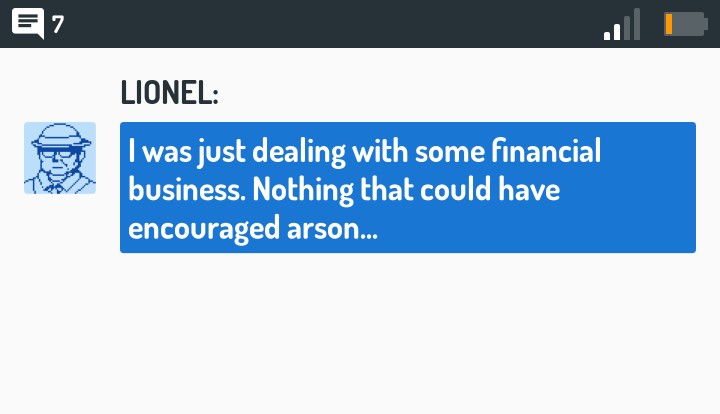 7
LIONEL:
I was just dealing with some financial
business. Nothing that could have
encouraged arson...